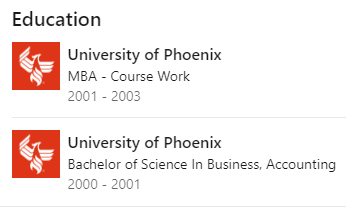 Education
University of Phoenix
MBA - Course Work
2001 - 2003
University of Phoenix
Bachelor of Science In Business, Accounting
2000 - 2001